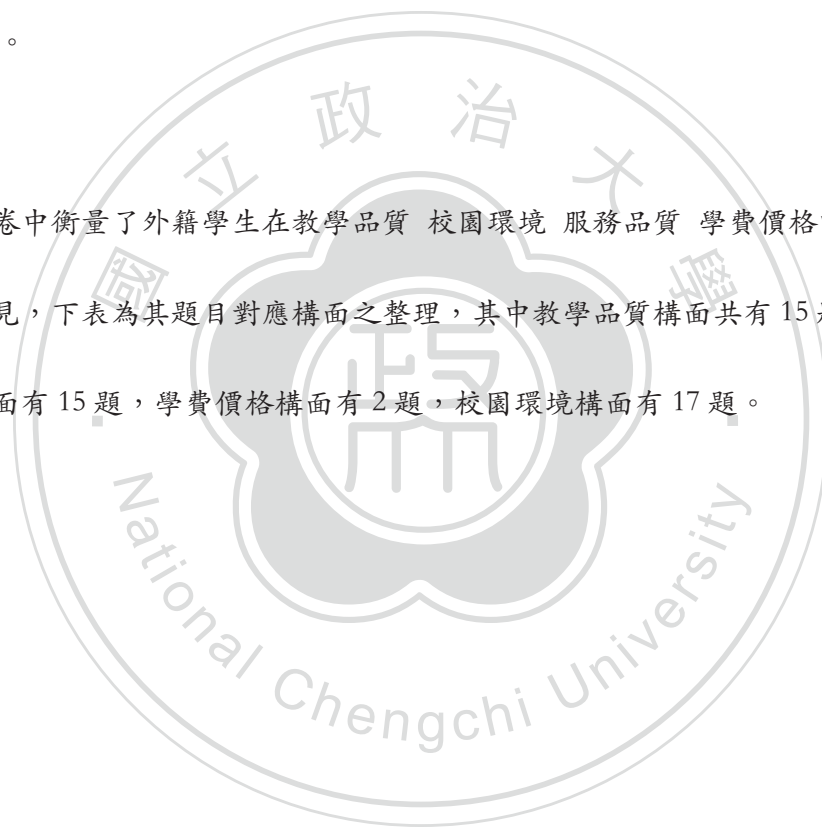 。
卷中衡量了外籍學生在教學品質 校園環境 服務品質 學費價格
見，下表為其題目對應構面之整理，其中教學品質構面共有 15
面有 15 題，學費價格構面有 2 題，校園環境構面有 17 題。
國立政治大學
政
National Chengchi University